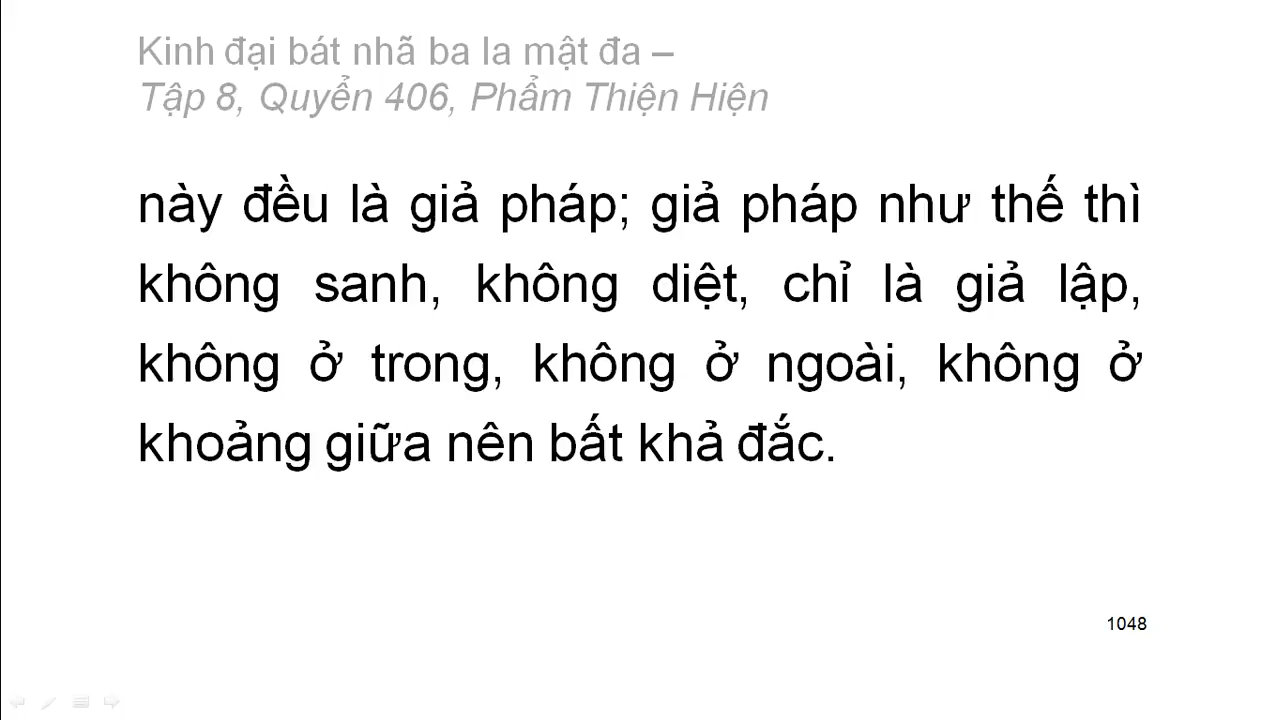 Kinh đại bát nhã ba la mật đa –
Tập 8, Quyển 406, Phẩm Thiện Hiện
này đều là giả pháp; giả pháp như thế thì
không sanh, không diệt, chỉ là giả lập,
không ở trong, không ở ngoài, không ở
khoảng giữa nên bất khả đắc.
1048